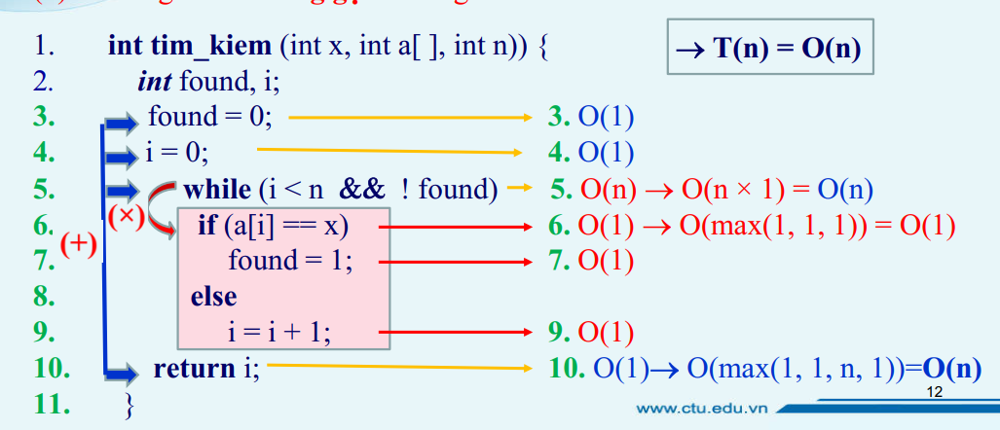 1. int tim_kiem (int x, int a[ ], int n)) { → T(n) = O(n)
2. int found, i;
3. found = 0; 3. O(1)
4. i = 0; 4. O(1)
5. while (i < n && ! found) 5. O(n) → O(n × 1) = O(n)
(×)
6. if (a[i] == x) 6. O(1) → O(max(1, 1, 1)) = O(1)
(+)
7. found = 1; 7. O(1)
8. else
9. i = i + 1; 9. O(1)
10. return i; 10. O(1)→ O(max(1, 1, n, 1))=O(n)
12
11. }
www.ctu.edu.vn